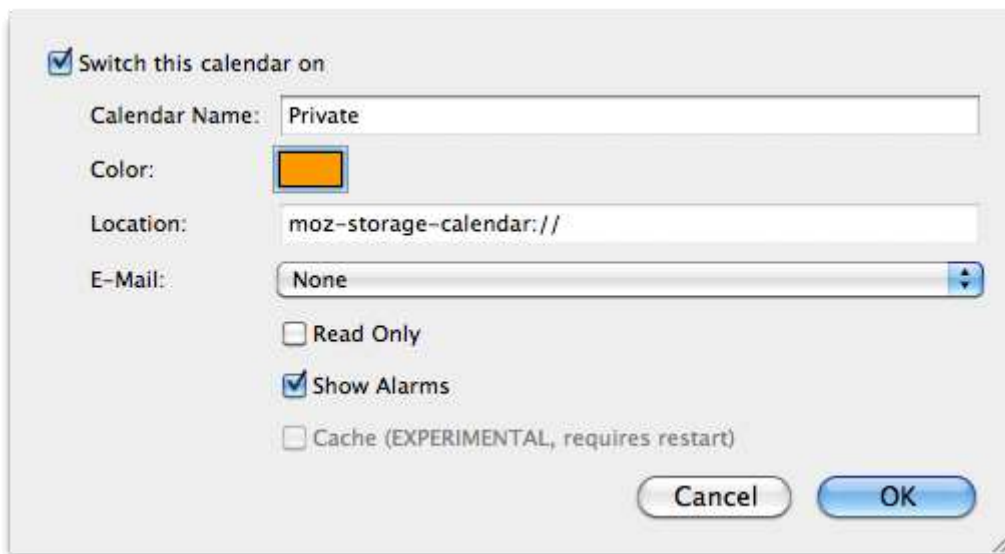 Switch this calendar on
Calendar Name: Private
Color:
Location: moz-storage-calendar://
E-Mail: None
Read Only
Show Alarms
Cache (EXPERIMENTAL, requires restart)
Cancel OK